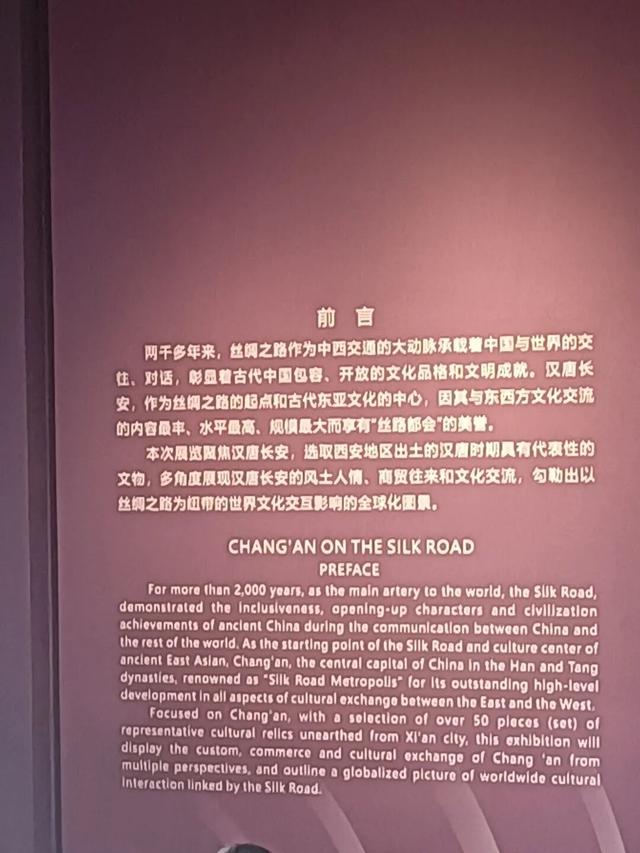 前 言
两千多年来，丝绸之路作为中西交通的大动脉承载着中国与世界的交
往、对话，彰显着古代中国包容、开放的文化品格和文明成就。汉唐长
安，作为丝绸之路的起点和古代东亚文化的中心，因其与东西方文化交流
的内容最丰、水平最高、规模最大而享有“丝路都会”的美誉。
本次展览聚焦汉唐长安，选取西安地区出土的汉唐时期具有代表性的
文物，多角度展现汉唐长安的风土人情、商贸往来和文化交流，勾勒出以
丝绸之路为纽带的世界文化交互影响的全球化图景。
CHANG'AN ON THE SILK ROAD
PREFACE
For more than 2,000 years, as the main artery to the world, the Silk Road,
demonstrated the inclusiveness, opening-up characters and civilization
achievements of ancient China during the communication between China and
the rest of the world. As the starting point of the Silk Road and culture center of
ancient East Asian, Chang'an, the central capital of China in the Han and Tang
dynasties, renowned as "Silk Road Metropolis" for its outstanding high-level
development in all aspects of cultural exchange between the East and the West.
Focused on Chang'an, with a selection of over 50 pieces (set) of
representative cultural relics unearthed from Xi'an city, this exhibition will
display the custom, commerce and cultural exchange of Chang 'an from
multiple perspectives, and outline a globalized picture of worldwide cultural
interaction linked by the Silk Road.